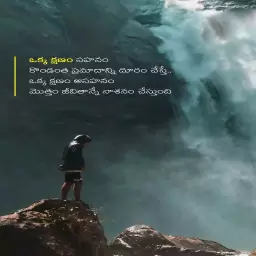 ఒక్క క్షణం సహనం
కొండంత ప్రమాదాన్ని దూరం చేస్తే..
ఒక్క క్షణం అసహనం
మొత్తం జీవితాన్నే నాశనం చేస్తుంది